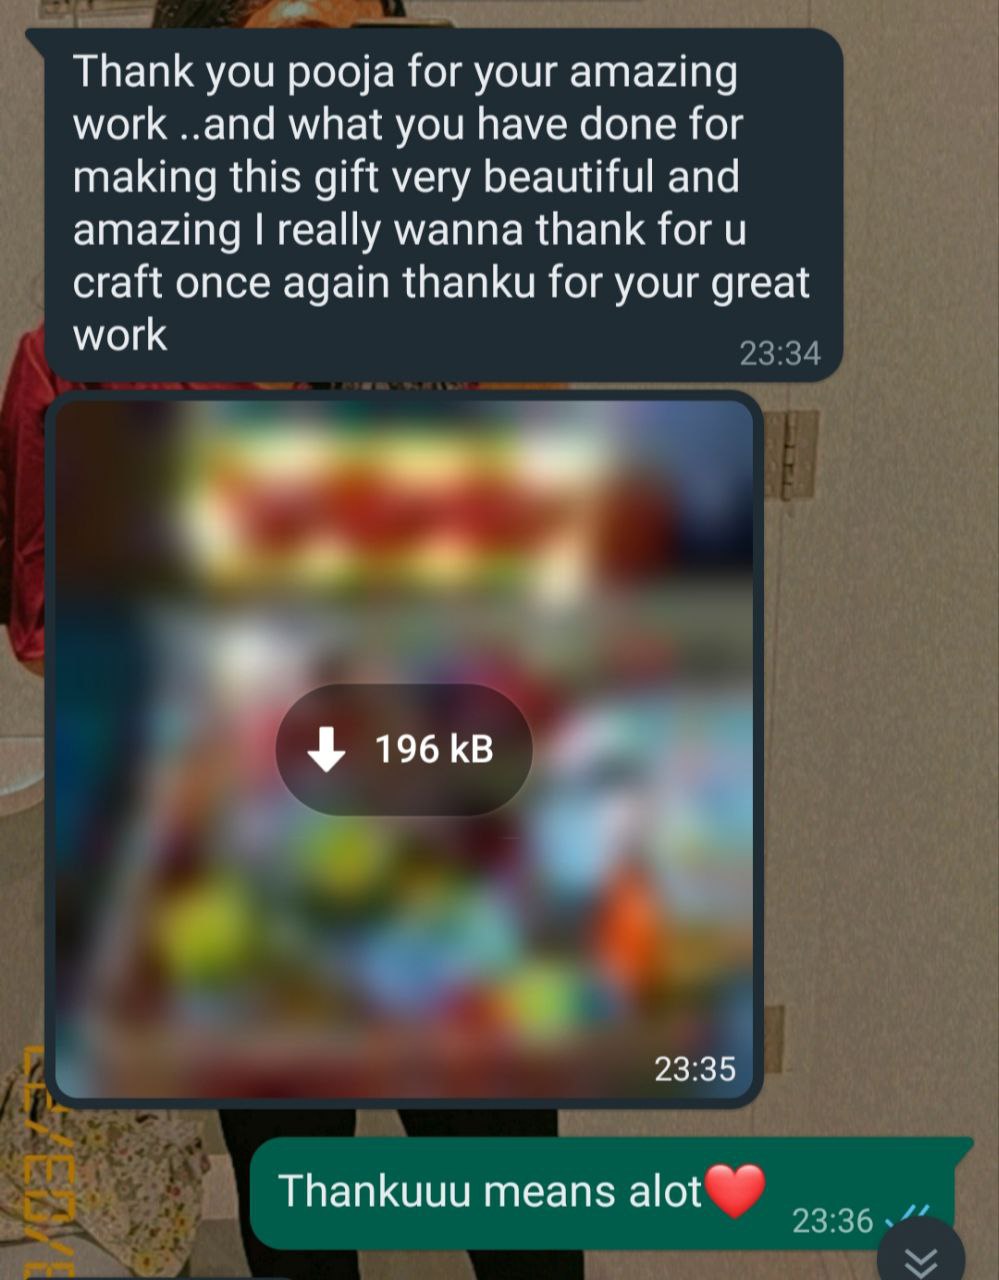 Thank you pooja for your amazing
work ..and what you have done for
making this gift very beautiful and
amazing I really wanna thank for u
craft once again thanku for your great
work
23:34
196 kB
23:35
Thankuuu means alot❤️
23:36